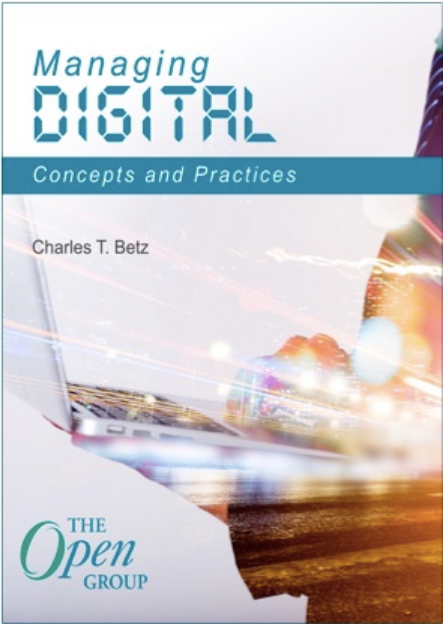 Managing
DIGITAL
Concepts and Practices
Charles T. Betz
THE
Open
GROUP